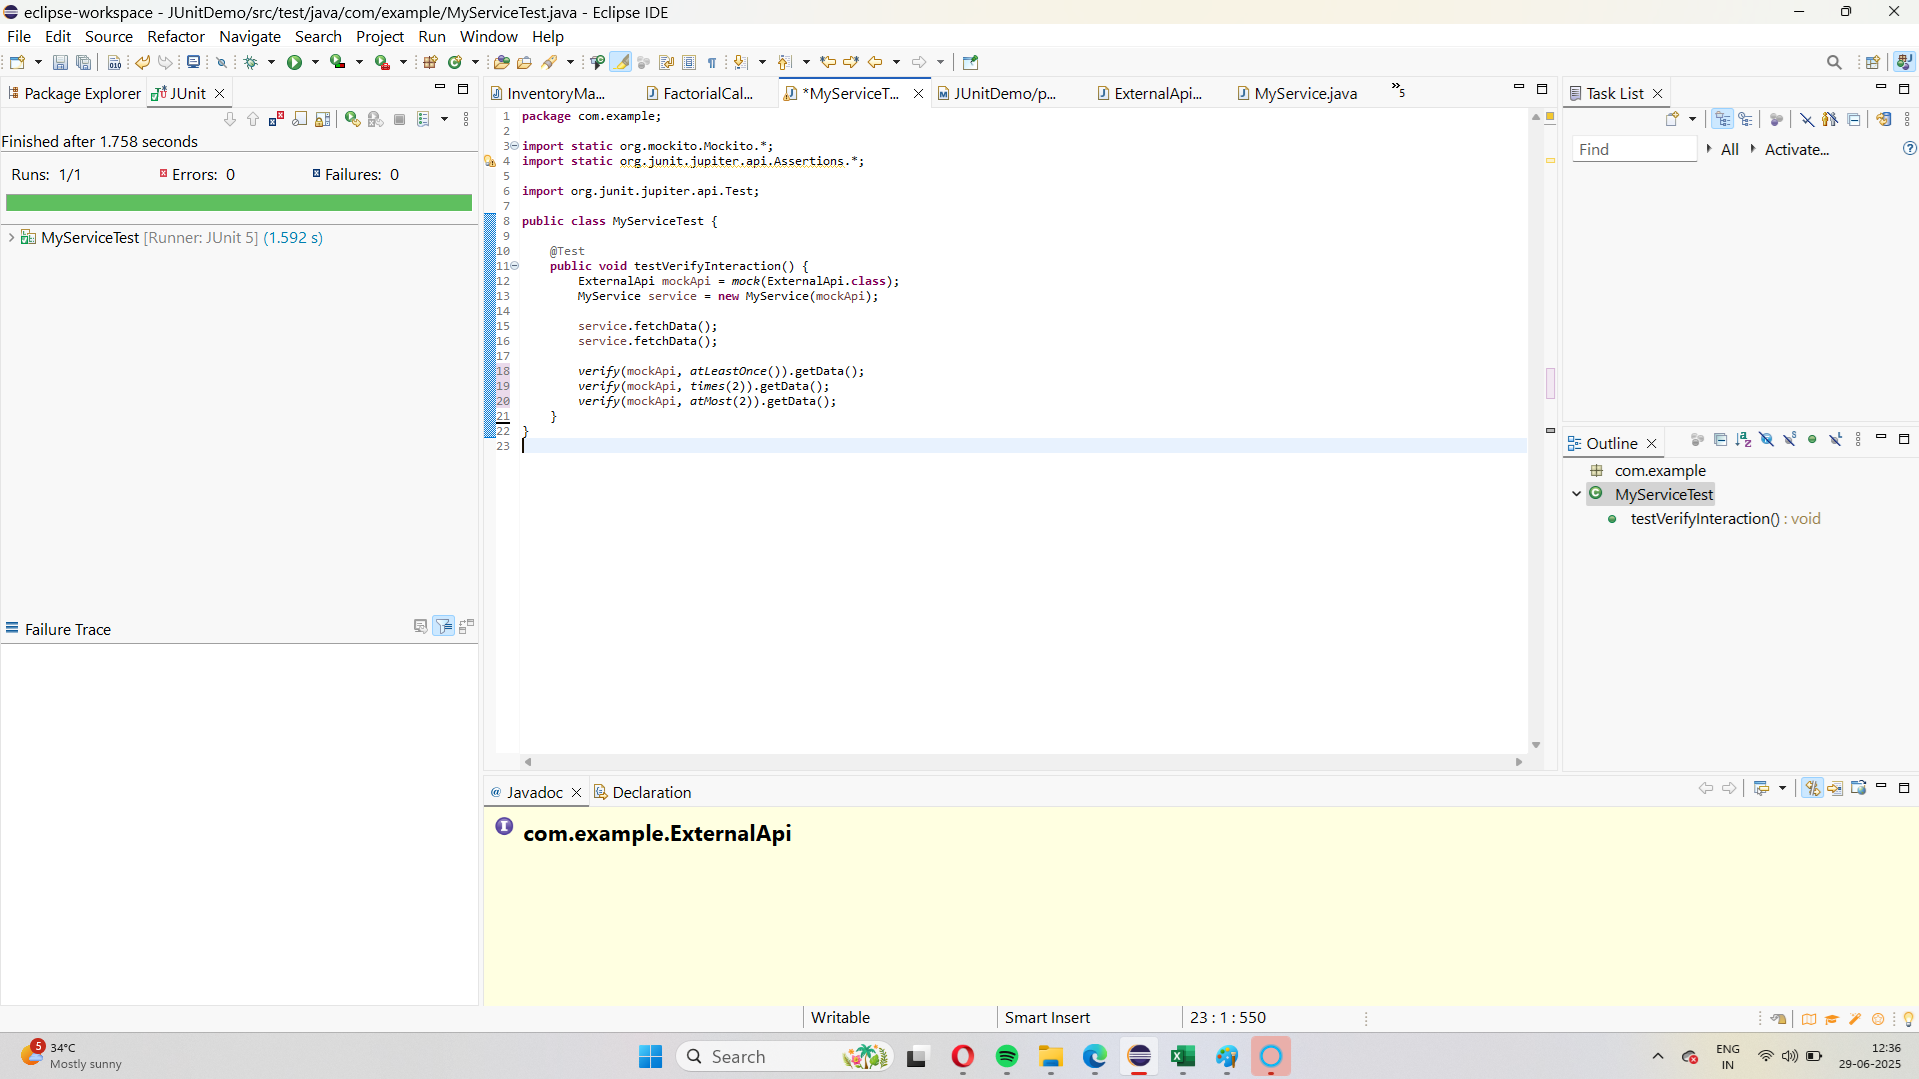 eclipse-workspace - JUnitDemo/src/test/java/com/example/MyServiceTest.java - Eclipse IDE
File Edit Source Refactor Navigate Search Project Run Window Help
Package Explorer JUnit
Finished after 1.758 seconds
Runs: 1/1 Errors: 0 Failures: 0
MyServiceTest [Runner: JUnit 5] (1.592 s)
Failure Trace
InventoryMa... FactorialCal... *MyServiceT... JUnitDemo/p... ExternalApi... MyService.java »5
1 package com.example;
2
3 import static org.mockito.Mockito.*;
4 import static org.junit.jupiter.api.Assertions.*;
5
6 import org.junit.jupiter.api.Test;
7
8 public class MyServiceTest {
9
10 @Test
11 public void testVerifyInteraction() {
12 ExternalApi mockApi = mock(ExternalApi.class);
13 MyService service = new MyService(mockApi);
14
15 service.fetchData();
16 service.fetchData();
17
18 verify(mockApi, atLeastOnce()).getData();
19 verify(mockApi, times(2)).getData();
20 verify(mockApi, atMost(2)).getData();
21 }
22 }
23
Task List
Find All Activate...
Outline
com.example
MyServiceTest
testVerifyInteraction() : void
@ Javadoc Declaration
com.example.ExternalApi
Writable Smart Insert 23 : 1 : 550
5
34°C
Mostly sunny
Search
ENG
IN
12:36
29-06-2025